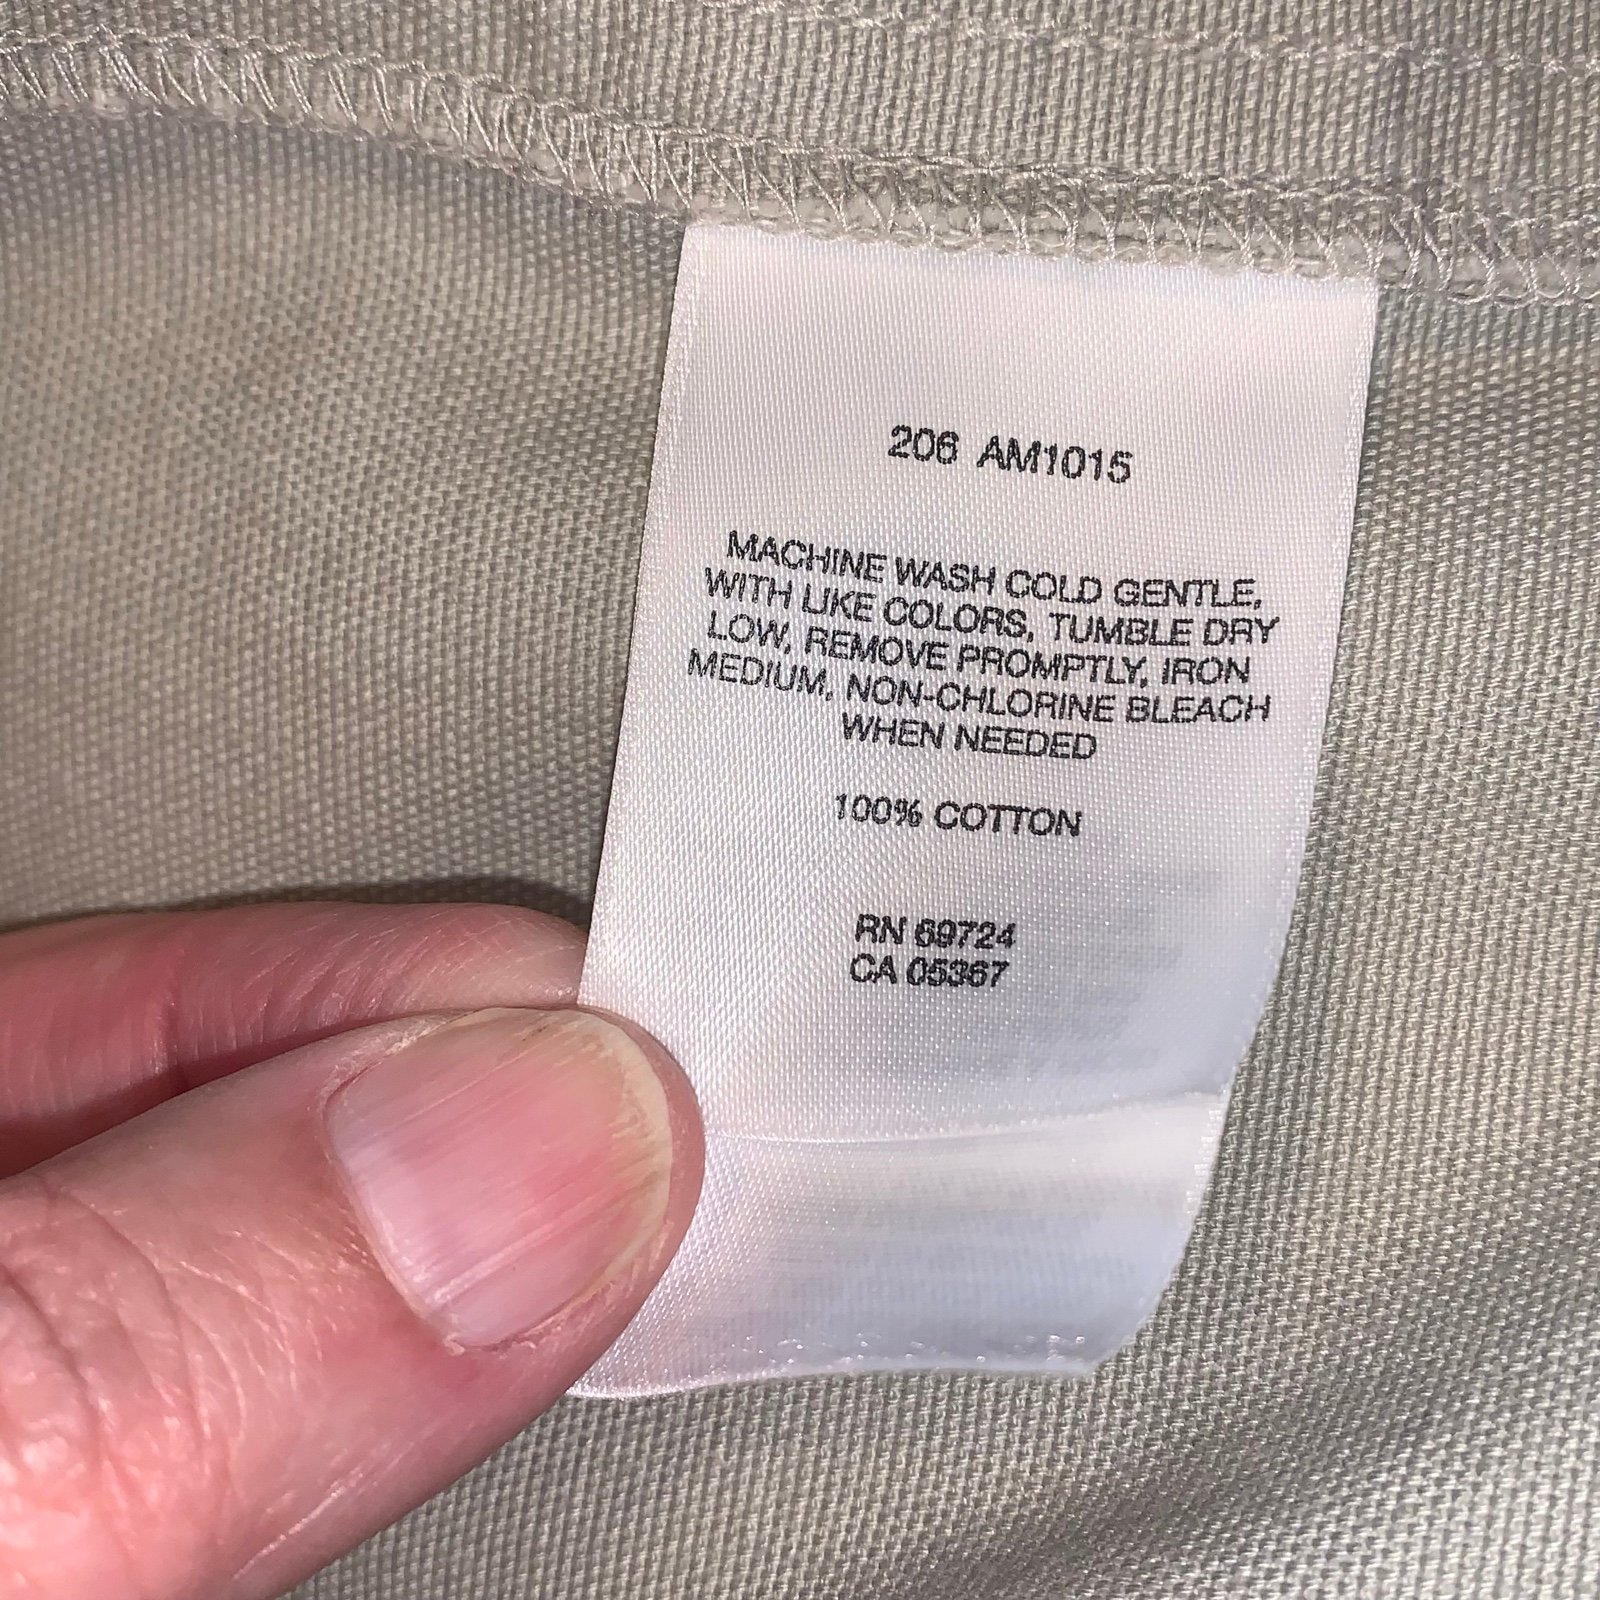 206 AM1015
MACHINE WASH COLD GENTLE,
WITH LIKE COLORS, TUMBLE DRY
LOW, REMOVE PROMPTLY, IRON
MEDIUM, NON-CHLORINE BLEACH
WHEN NEEDED
100% COTTON
RN 69724
CA 05367